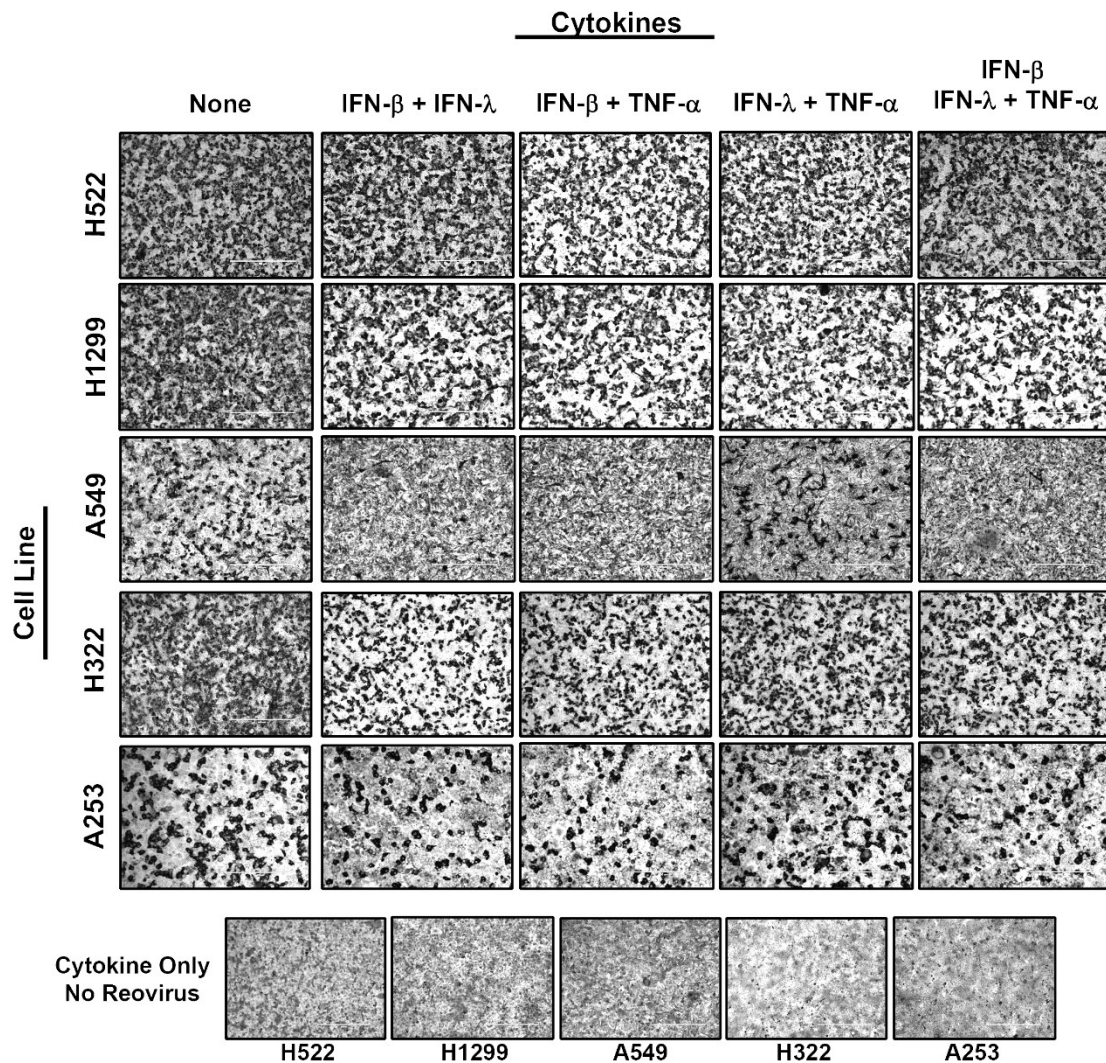 Cytokines
None
IFN-β + IFN-λ
IFN-β + TNF-α
IFN-λ + TNF-α
IFN-β
IFN-λ + TNF-α
Cell Line
H522
H1299
A549
H322
A253
Cytokine Only
No Reovirus
H522
H1299
A549
H322
A253